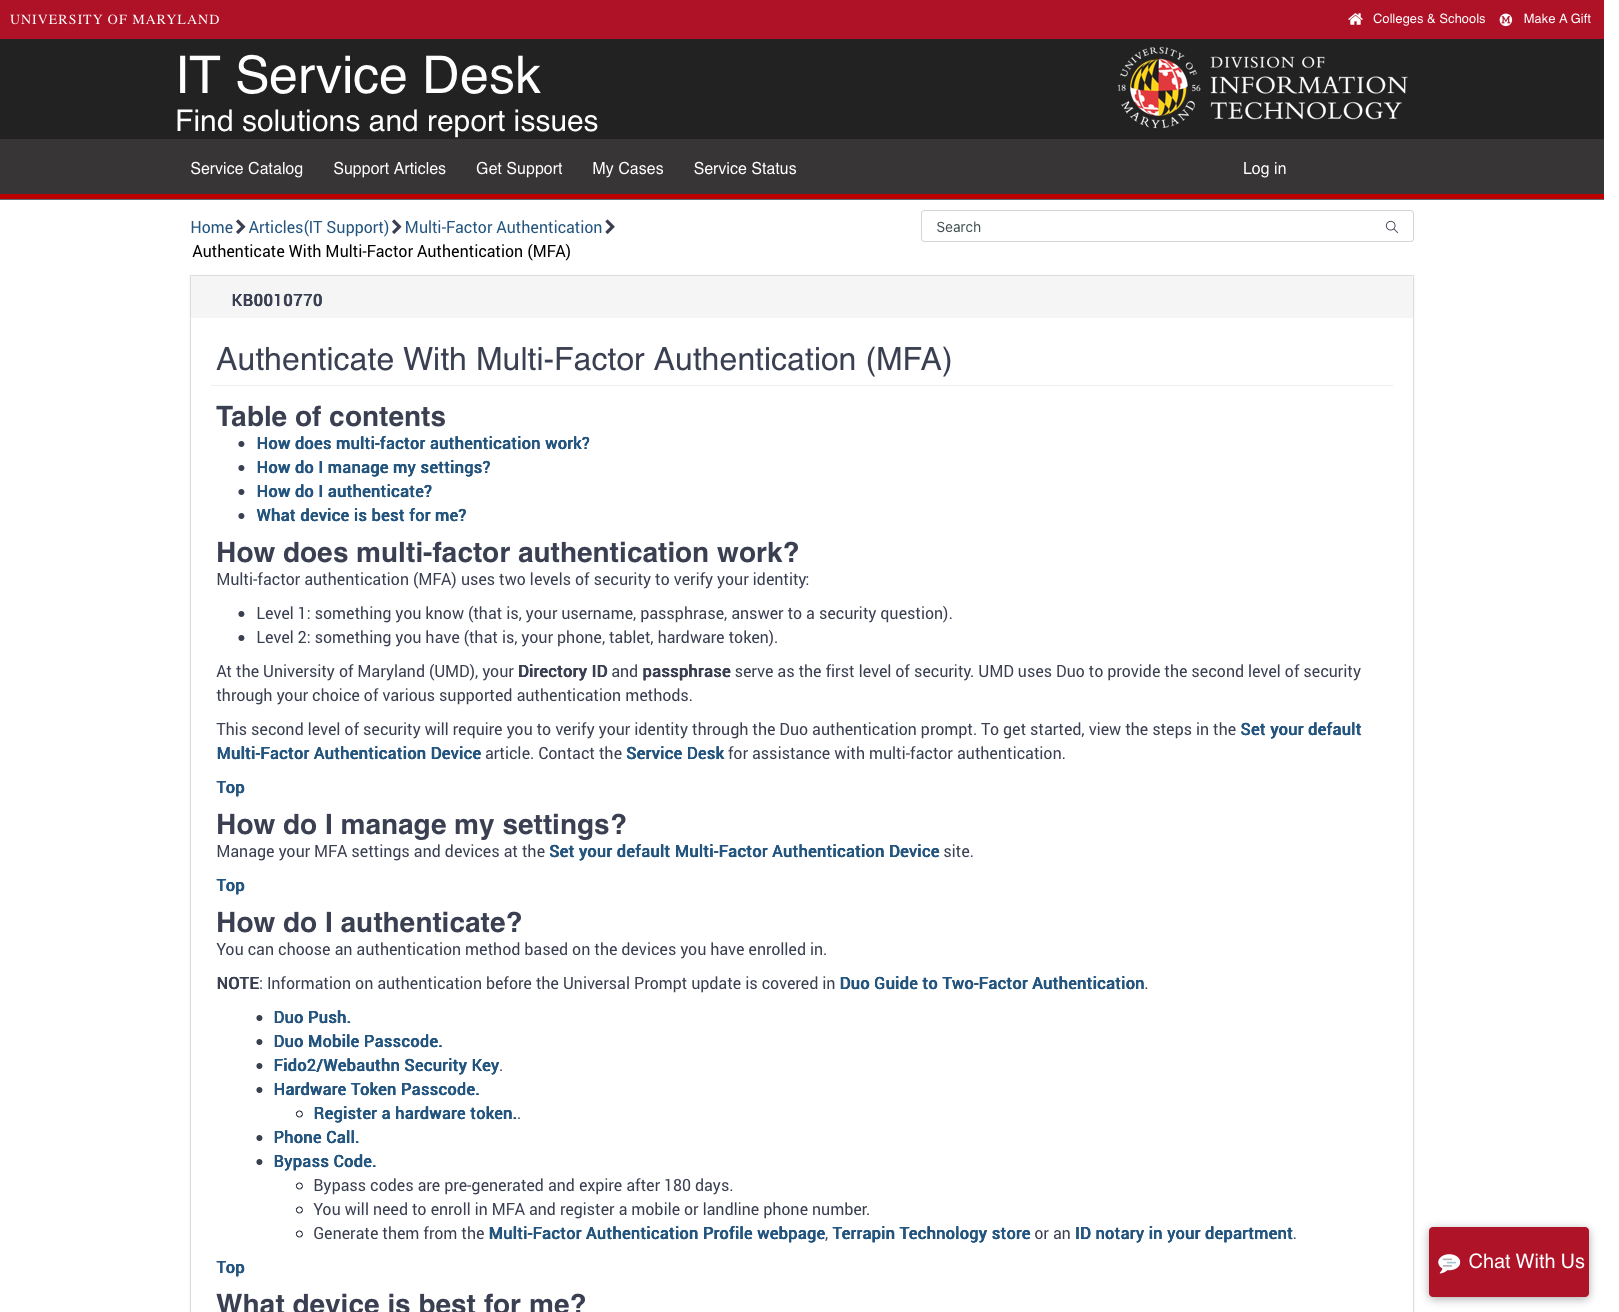 UNIVERSITY OF MARYLAND
Colleges & Schools
Make A Gift
IT Service Desk
Find solutions and report issues
UNIVERSITY OF MARYLAND
18 56
DIVISION OF
INFORMATION
TECHNOLOGY
Service Catalog
Support Articles
Get Support
My Cases
Service Status
Log in
Home
Articles(IT Support)
Multi-Factor Authentication
Authenticate With Multi-Factor Authentication (MFA)
Search
KB0010770
Authenticate With Multi-Factor Authentication (MFA)
Table of contents
How does multi-factor authentication work?
How do I manage my settings?
How do I authenticate?
What device is best for me?
How does multi-factor authentication work?
Multi-factor authentication (MFA) uses two levels of security to verify your identity:
Level 1: something you know (that is, your username, passphrase, answer to a security question).
Level 2: something you have (that is, your phone, tablet, hardware token).
At the University of Maryland (UMD), your Directory ID and passphrase serve as the first level of security. UMD uses Duo to provide the second level of security
through your choice of various supported authentication methods.
This second level of security will require you to verify your identity through the Duo authentication prompt. To get started, view the steps in the Set your default
Multi-Factor Authentication Device article. Contact the Service Desk for assistance with multi-factor authentication.
Top
How do I manage my settings?
Manage your MFA settings and devices at the Set your default Multi-Factor Authentication Device site.
Top
How do I authenticate?
You can choose an authentication method based on the devices you have enrolled in.
NOTE: Information on authentication before the Universal Prompt update is covered in Duo Guide to Two-Factor Authentication.
Duo Push.
Duo Mobile Passcode.
Fido2/Webauthn Security Key.
Hardware Token Passcode.
Register a hardware token..
Phone Call.
Bypass Code.
Bypass codes are pre-generated and expire after 180 days.
You will need to enroll in MFA and register a mobile or landline phone number.
Generate them from the Multi-Factor Authentication Profile webpage, Terrapin Technology store or an ID notary in your department.
Top
What device is best for me?
Chat With Us